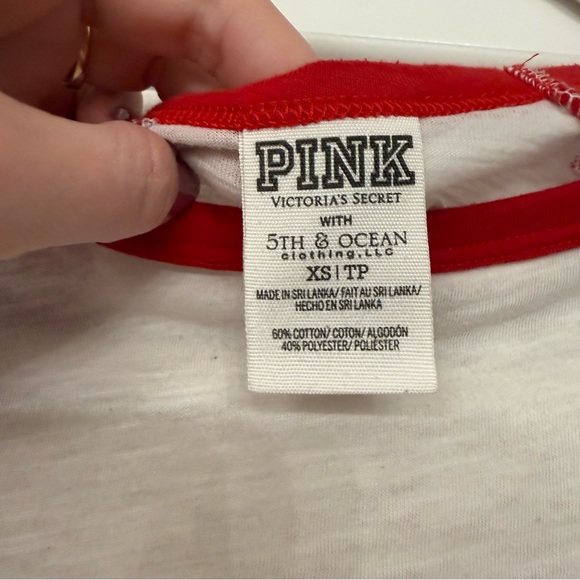 PINK
VICTORIA'S SECRET
WITH
5TH & OCEAN
clothing, LLC
XS | TP
MADE IN SRI LANKA/ FAIT AU SRI LANKA/
HECHO EN SRI LANKA
60% COTTON/ COTON/ ALGODÓN
40% POLYESTER/ POLIÉSTER